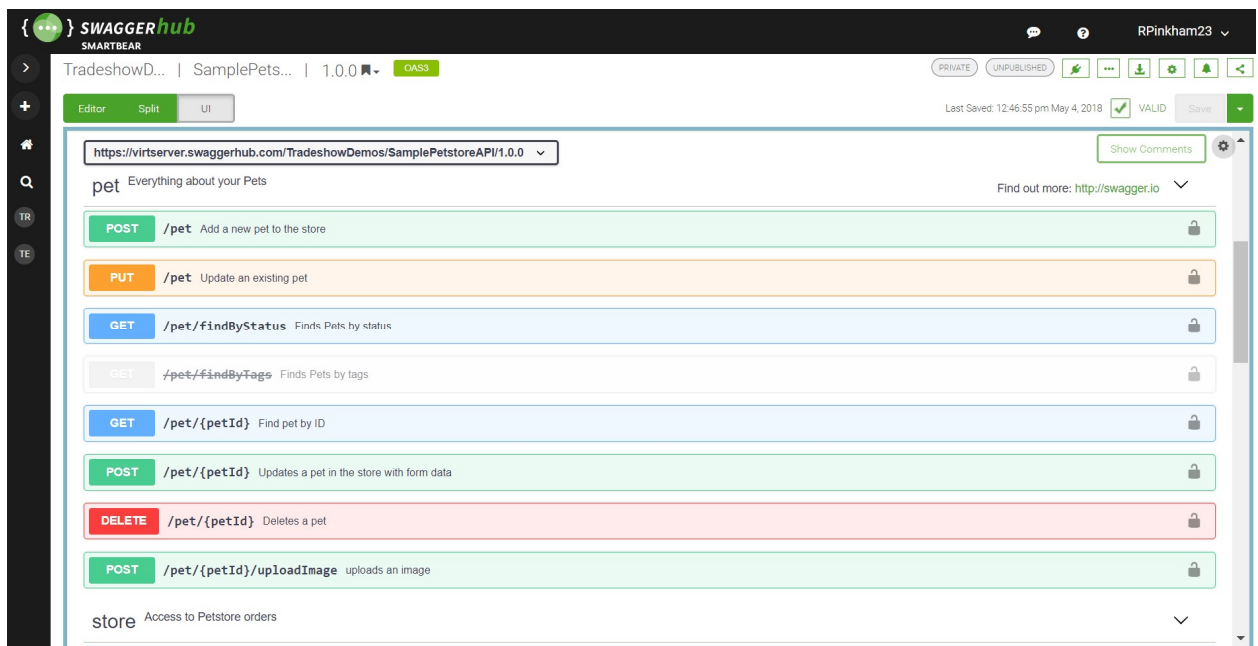 { ... } SWAGGERhub
SMARTBEAR
RPinkham23
TradeshowD... | SamplePets... | 1.0.0 OAS3 PRIVATE UNPUBLISHED
Editor Split UI Last Saved: 12:46:55 pm May 4, 2018 VALID Save
https://virtserver.swaggerhub.com/TradeshowDemos/SamplePetstoreAPI/1.0.0 Show Comments
pet Everything about your Pets Find out more: http://swagger.io
TR
POST /pet Add a new pet to the store
TE
PUT /pet Update an existing pet
GET /pet/findByStatus Finds Pets by status
GET /pet/findByTags Finds Pets by tags
GET /pet/{petId} Find pet by ID
POST /pet/{petId} Updates a pet in the store with form data
DELETE /pet/{petId} Deletes a pet
POST /pet/{petId}/uploadImage uploads an image
store Access to Petstore orders